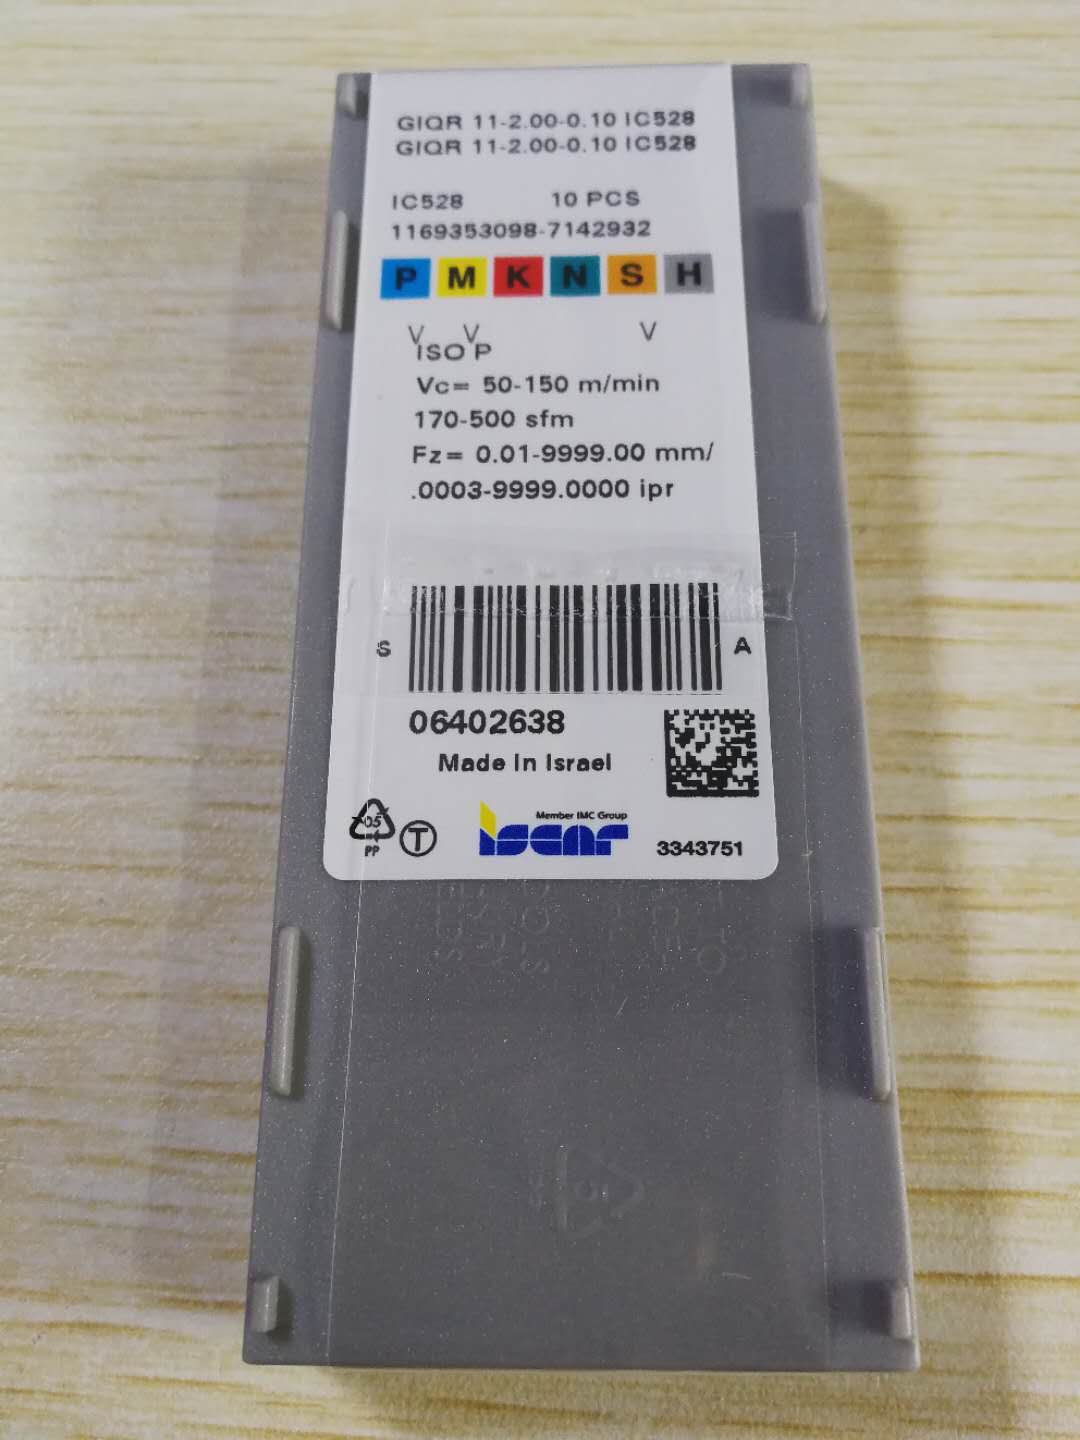 GIQR 11-2.00-0.10 IC528
GIQR 11-2.00-0.10 IC528
IC528 10 PCS
1169353098-7142932
P M K N S H
V V V
ISO P
Vc= 50-150 m/min
170-500 sfm
Fz= 0.01-9999.00 mm/
.0003-9999.0000 ipr
S A
06402638
Made In Israel
05
PP
T
Member IMC Group
iscar
3343751